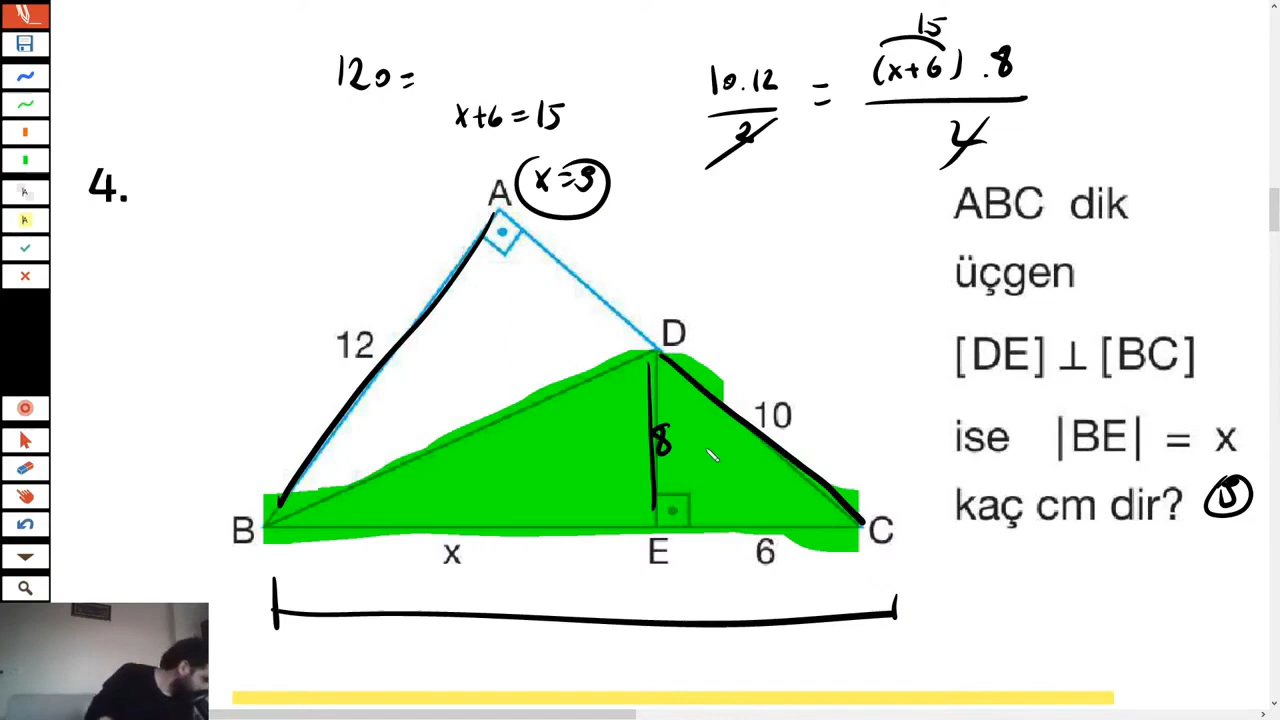 15
120=
10.12 / 2 = (x+6) .8 / 2
x+6=15
4.
x=9
A
ABC dik
üçgen
D
12
[DE] ⊥ [BC]
10
8
ise |BE| = x
kaç cm dir? 9
B
C
x
E
6